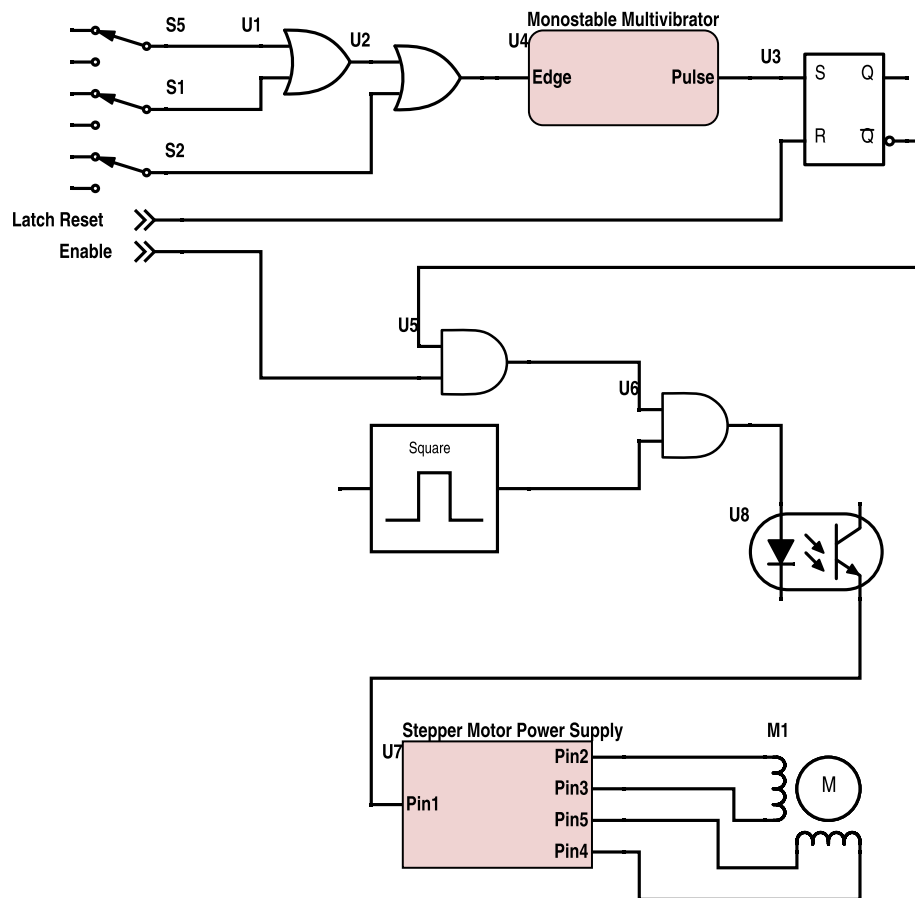 Monostable Multivibrator
S5
U1
U2
U4
U3
Edge
Pulse
S
Q
S1
R
Q̅
S2
Latch Reset
Enable
U5
U6
Square
U8
Stepper Motor Power Supply
M1
U7
Pin2
Pin3
M
Pin1
Pin5
Pin4